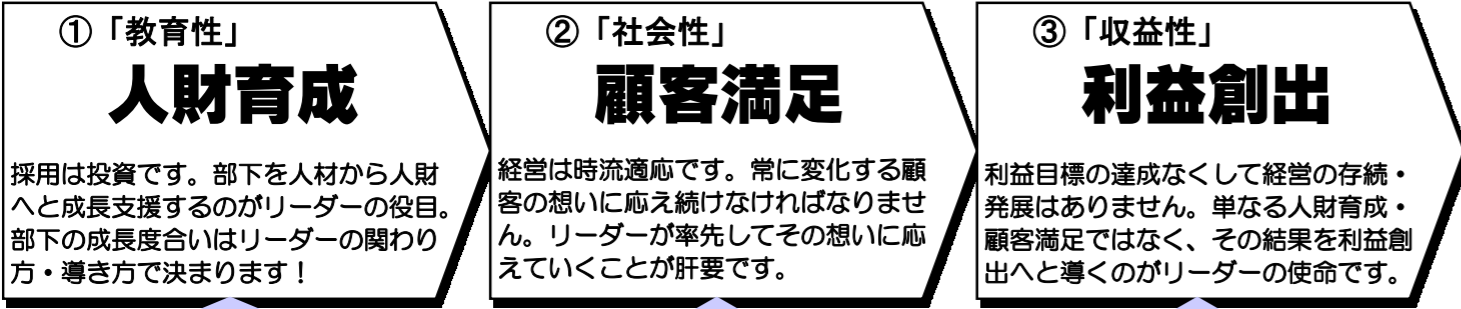 ①「教育性」
人財育成
採用は投資です。部下を人材から人財
へと成長支援するのがリーダーの役目。
部下の成長度合いはリーダーの関わり
方・導き方で決まります！
②「社会性」
顧客満足
経営は時流適応です。常に変化する顧
客の想いに応え続けなければなりませ
ん。リーダーが率先してその想いに応
えていくことが肝要です。
③「収益性」
利益創出
利益目標の達成なくして経営の存続・
発展はありません。単なる人財育成・
顧客満足ではなく、その結果を利益創
出へと導くのがリーダーの使命です。